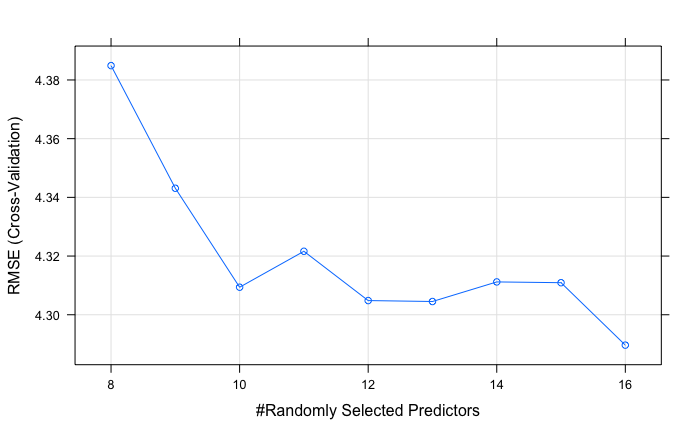 RMSE (Cross-Validation)
4.38
4.36
4.34
4.32
4.30
8 10 12 14 16
#Randomly Selected Predictors